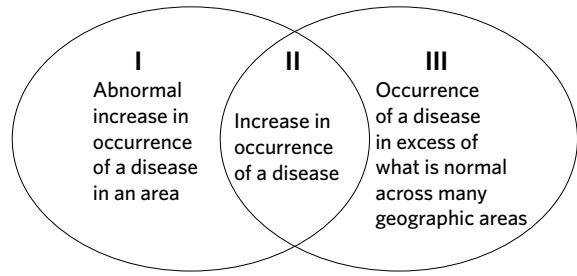 I
Abnormal
increase in
occurrence
of a disease
in an area
II
Increase in
occurrence
of a disease
III
Occurrence
of a disease
in excess of
what is normal
across many
geographic areas